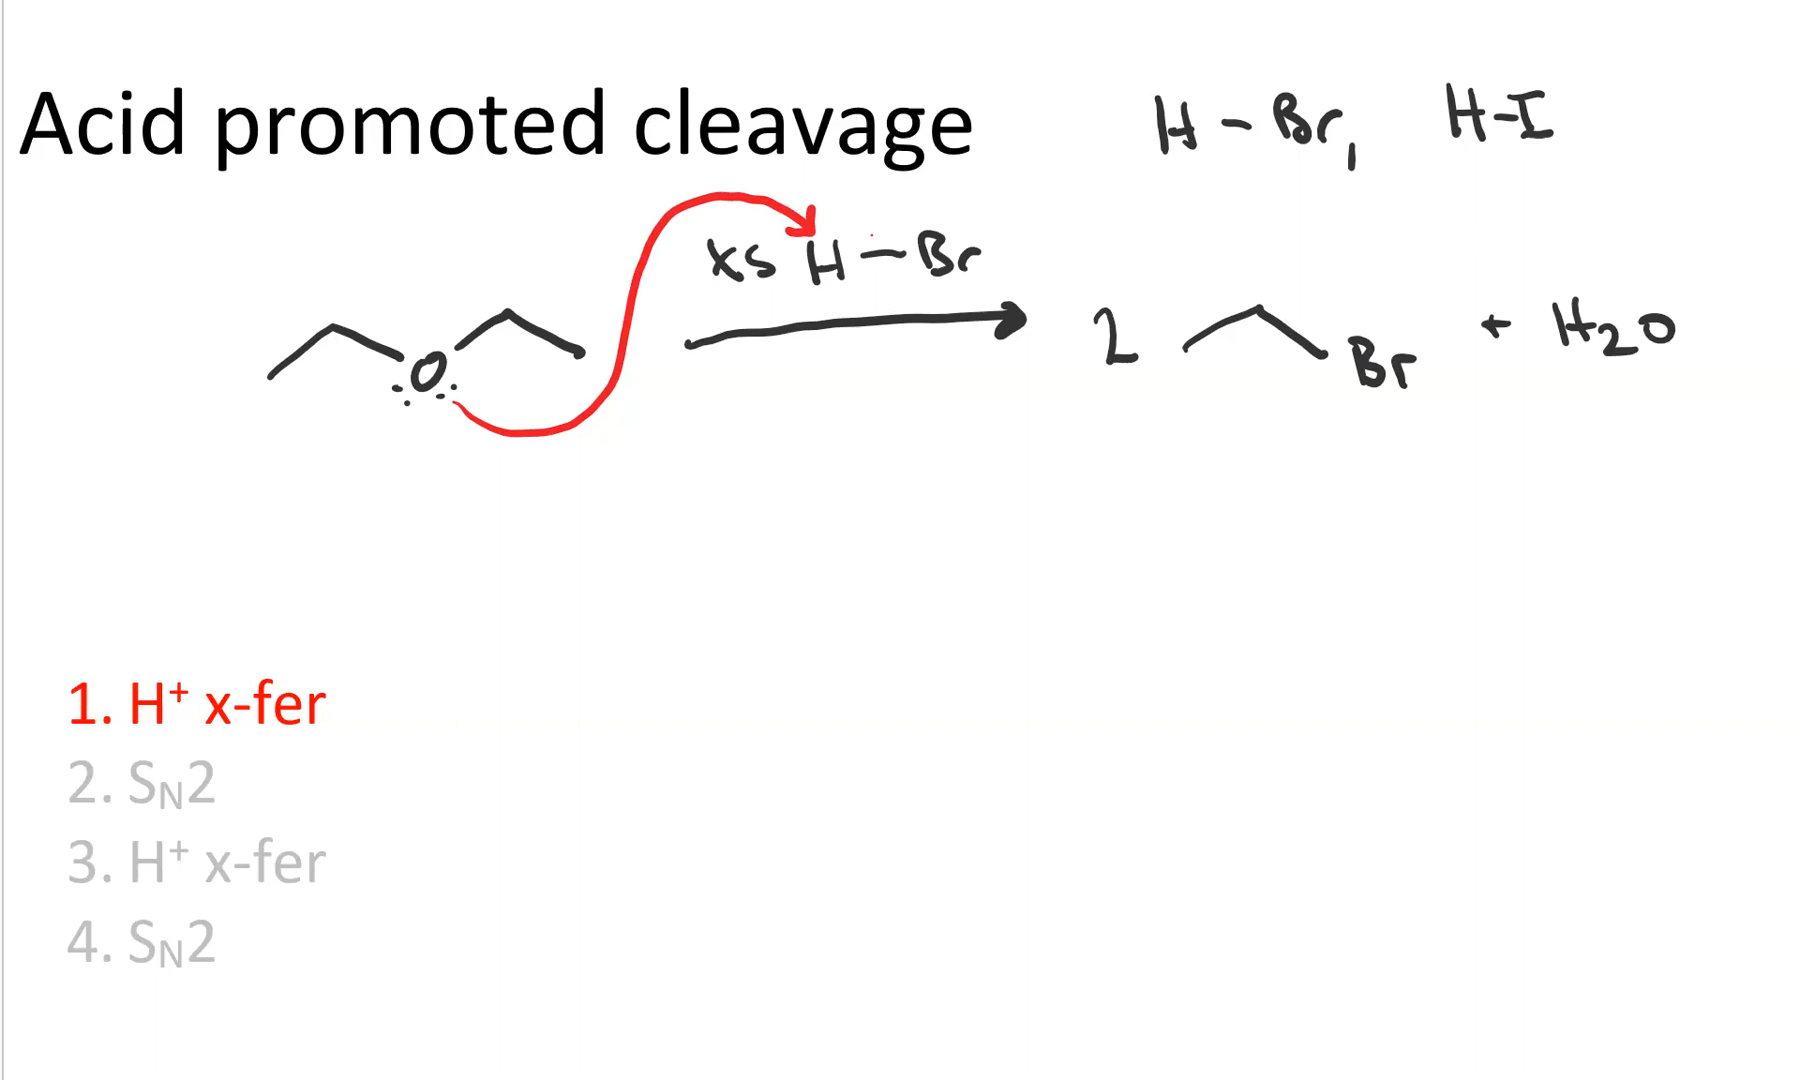 Acid promoted cleavage H-Br, H-I
xs H-Br
O 2 Br + H₂O
1. H⁺ x-fer
2. Sₙ2
3. H⁺ x-fer
4. Sₙ2